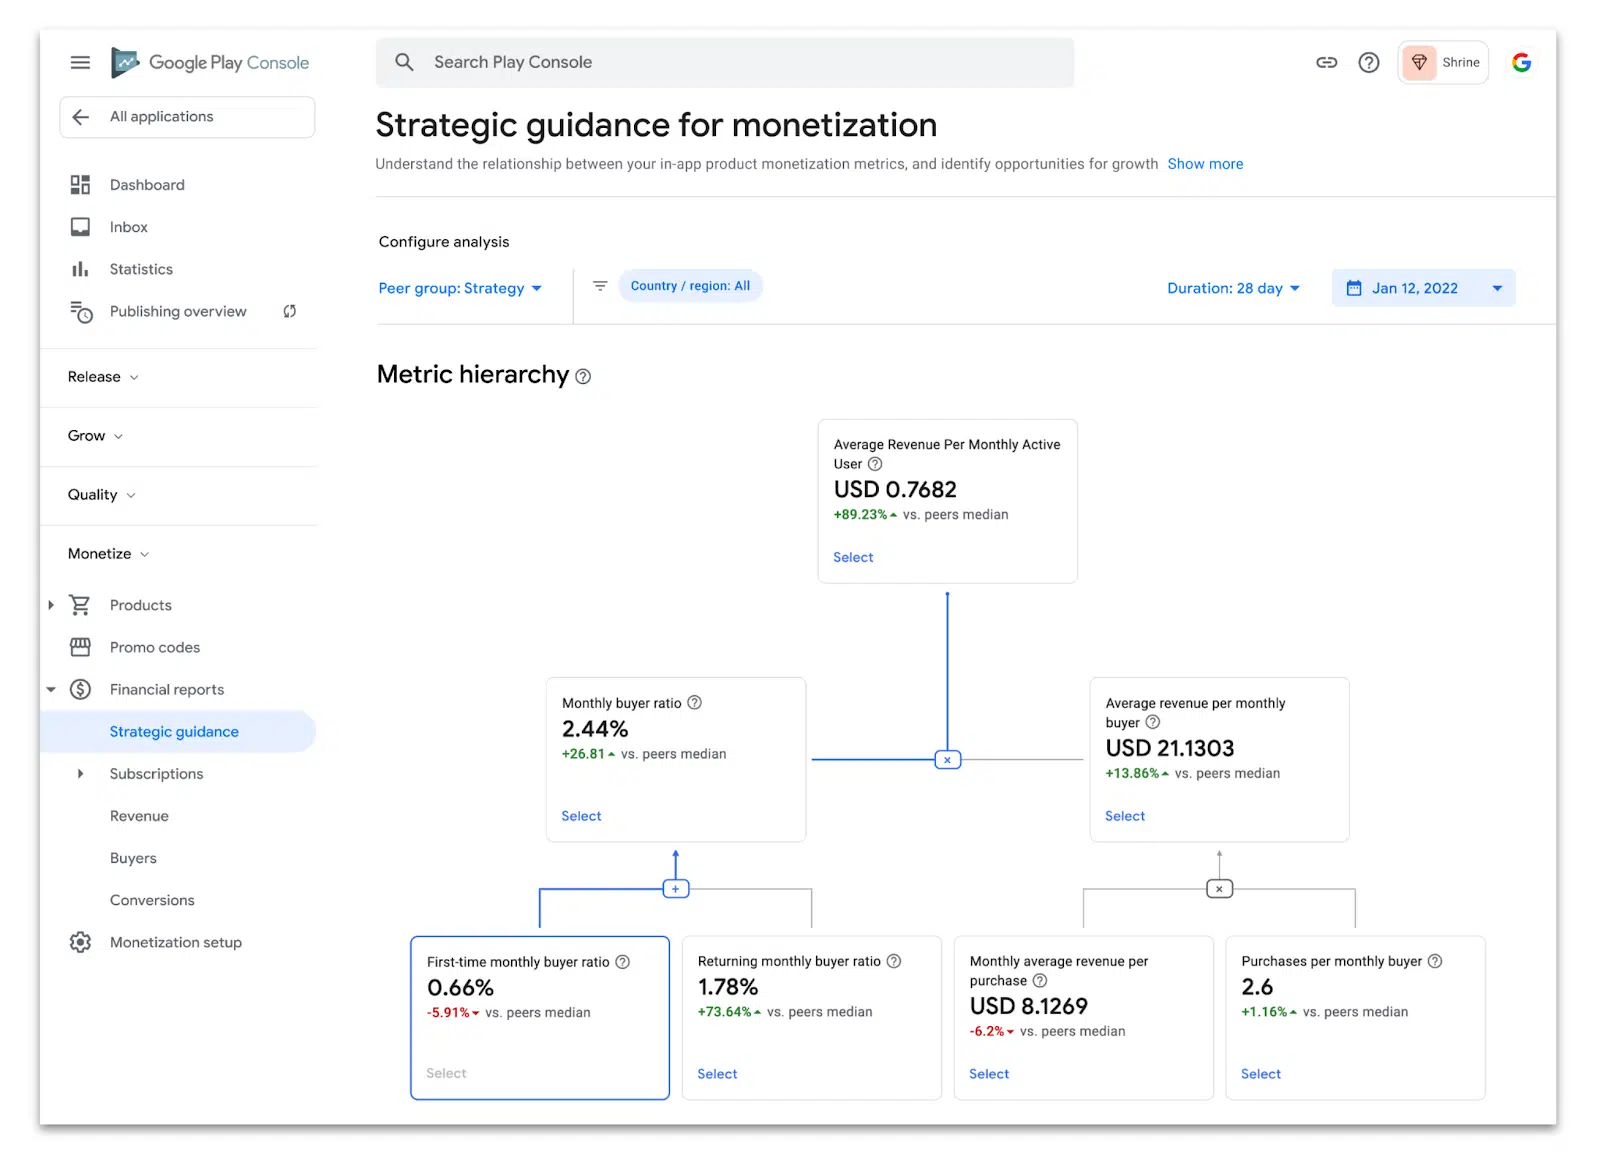 Google Play Console
Search Play Console
Shrine
All applications
Strategic guidance for monetization
Understand the relationship between your in-app product monetization metrics, and identify opportunities for growth Show more
Dashboard
Inbox
Statistics
Publishing overview
Release
Grow
Quality
Monetize
Products
Promo codes
Financial reports
Strategic guidance
Subscriptions
Revenue
Buyers
Conversions
Monetization setup
Configure analysis
Peer group: Strategy
Country / region: All
Duration: 28 day
Jan 12, 2022
Metric hierarchy
Average Revenue Per Monthly Active
User
USD 0.7682
+89.23% vs. peers median
Select
Monthly buyer ratio
2.44%
+26.81 vs. peers median
Select
×
Average revenue per monthly
buyer
USD 21.1303
+13.86% vs. peers median
Select
+
×
First-time monthly buyer ratio
0.66%
-5.91% vs. peers median
Select
Returning monthly buyer ratio
1.78%
+73.64% vs. peers median
Select
Monthly average revenue per
purchase
USD 8.1269
-6.2% vs. peers median
Select
Purchases per monthly buyer
2.6
+1.16% vs. peers median
Select